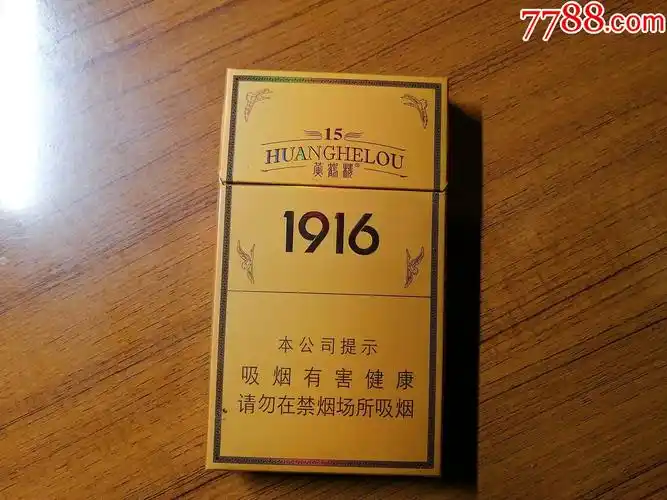 7788.com
15
HUANGHELOU
黄鹤楼
1916
本公司提示
吸烟有害健康
请勿在禁烟场所吸烟